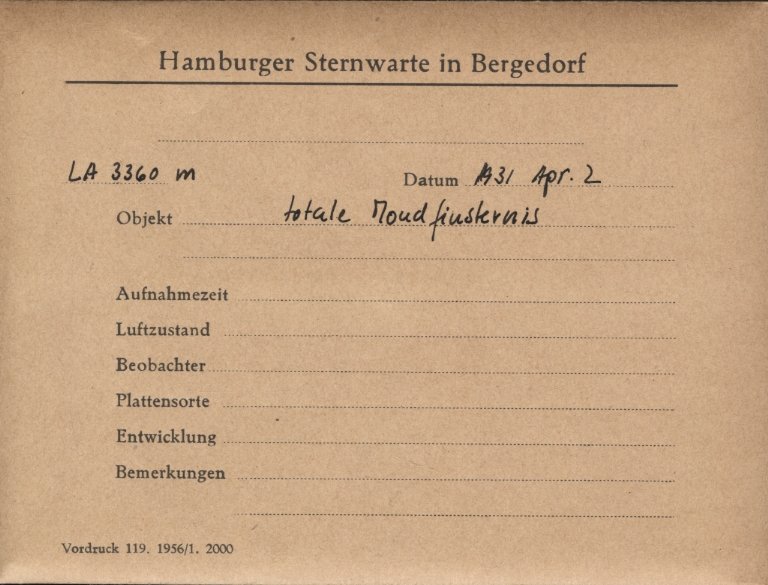 Hamburger Sternwarte in Bergedorf
LA 3360 m Datum 1931 Apr. 2
Objekt totale Mondfinsternis
Aufnahmezeit
Luftzustand
Beobachter
Plattensorte
Entwicklung
Bemerkungen
Vordruck 119. 1956/1. 2000